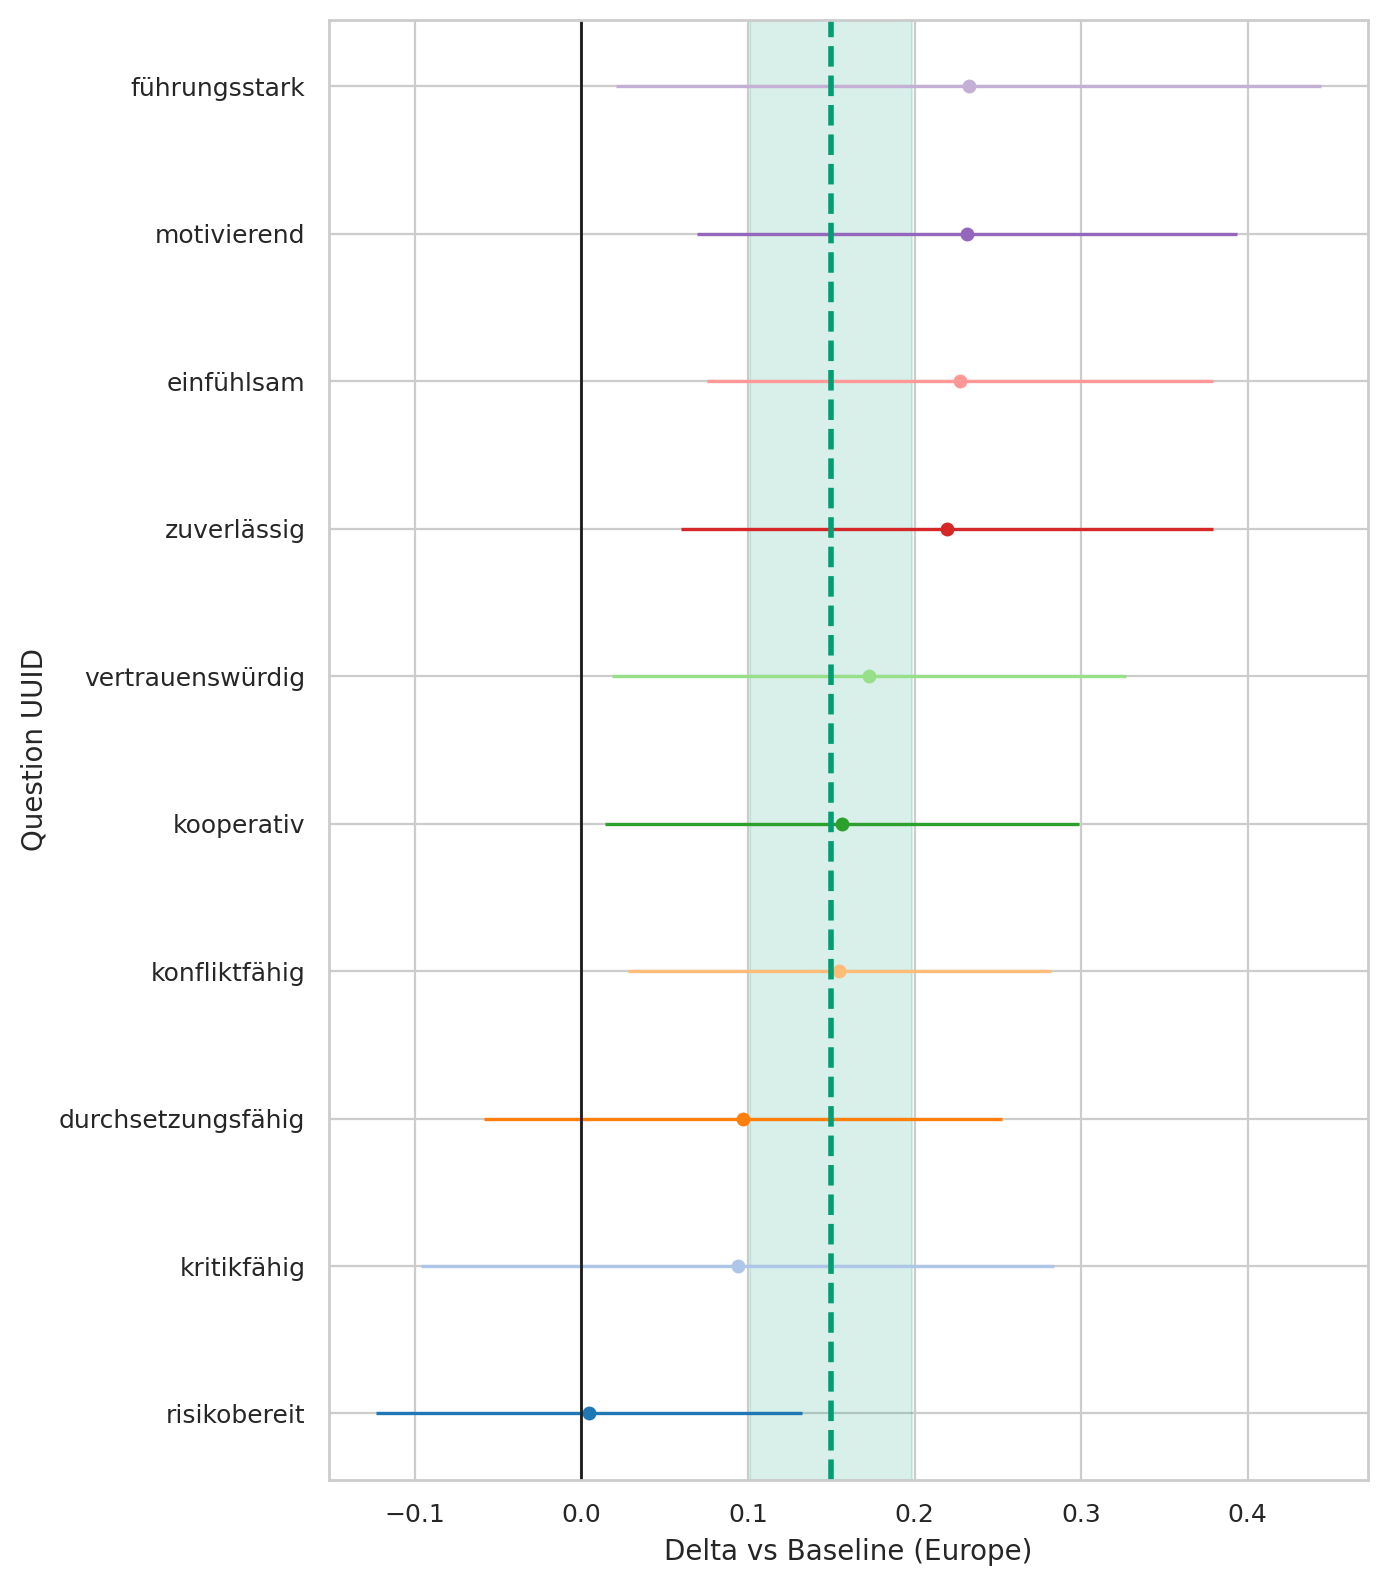 führungsstark
motivierend
einfühlsam
zuverlässig
vertrauenswürdig
kooperativ
konfliktfähig
durchsetzungsfähig
kritikfähig
risikobereit
Question UUID
−0.1 0.0 0.1 0.2 0.3 0.4
Delta vs Baseline (Europe)